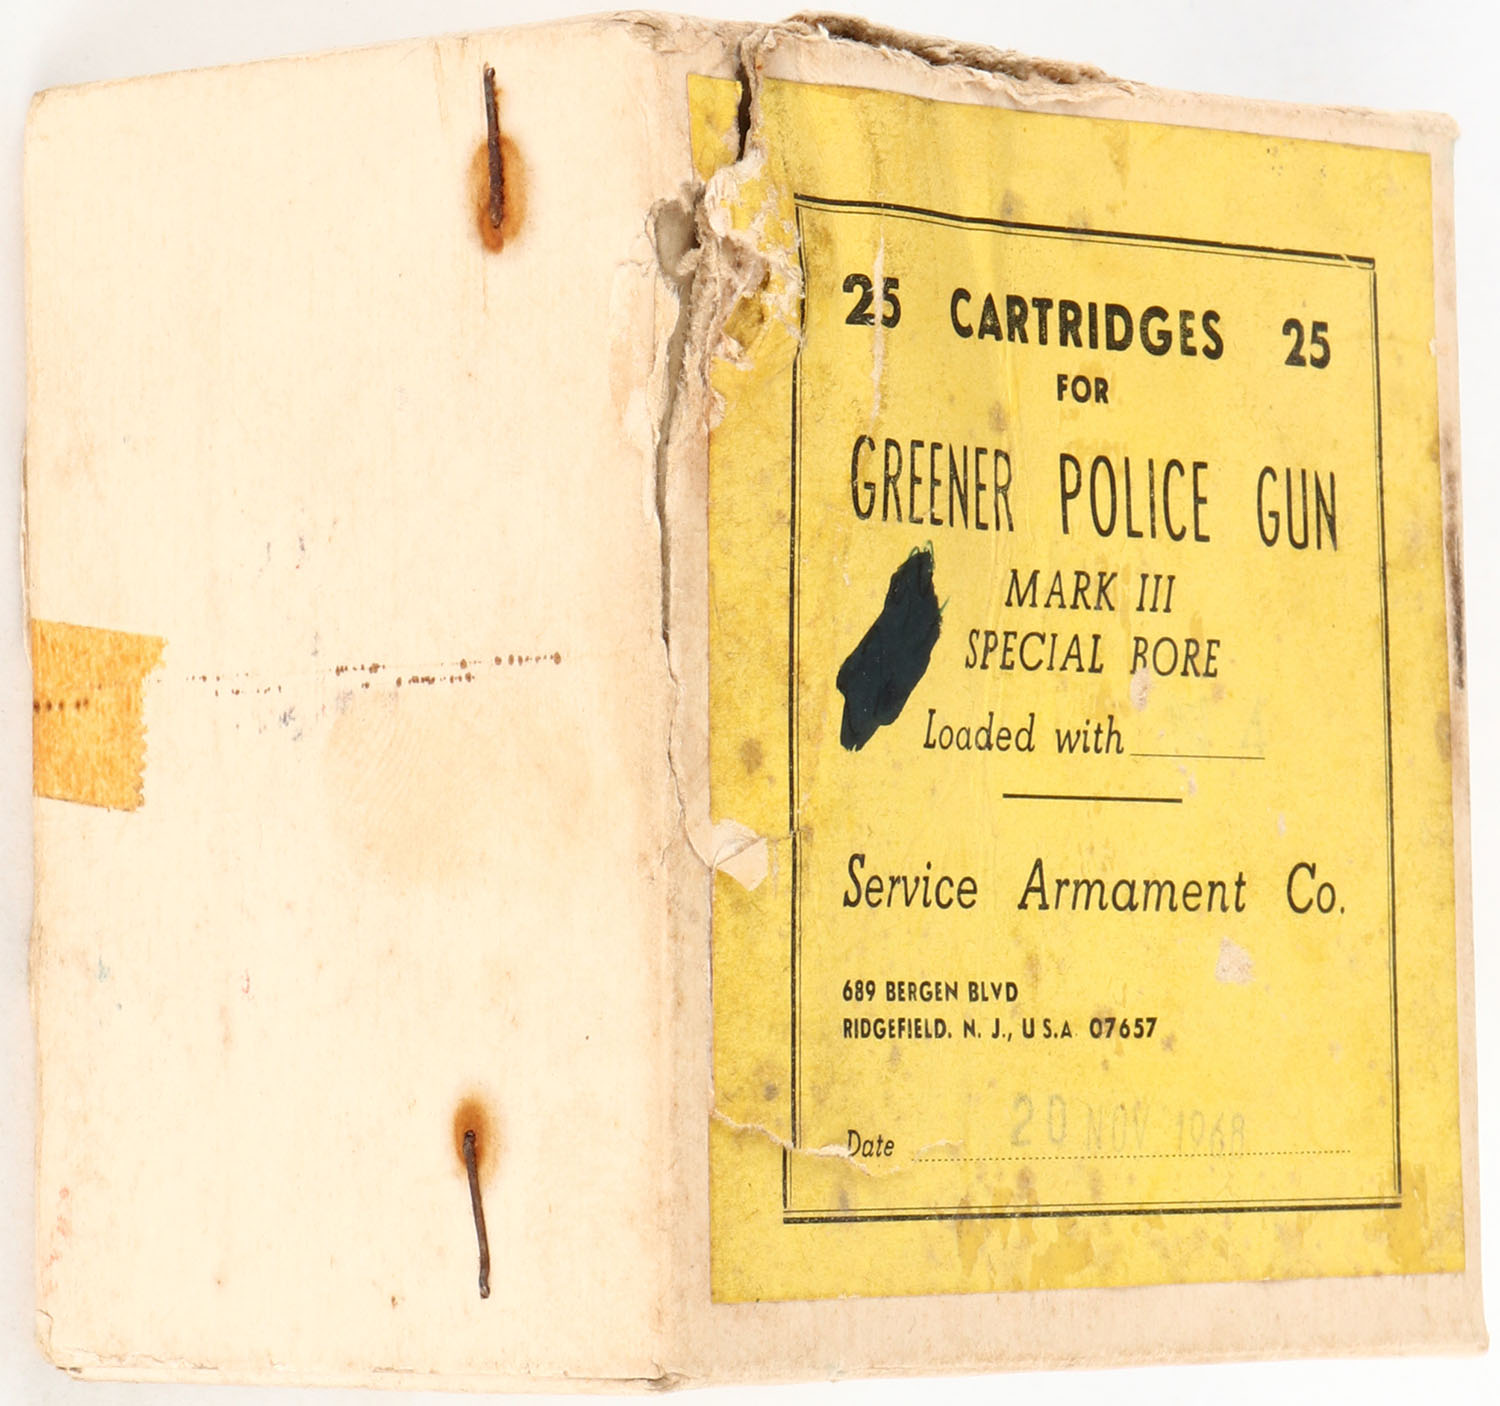 25 CARTRIDGES 25
FOR
GREENER POLICE GUN
MARK III
SPECIAL BORE
Loaded with
Service Armament Co.
689 BERGEN BLVD
RIDGEFIELD. N. J., U S.A. 07657
20 NOV 1968
Date